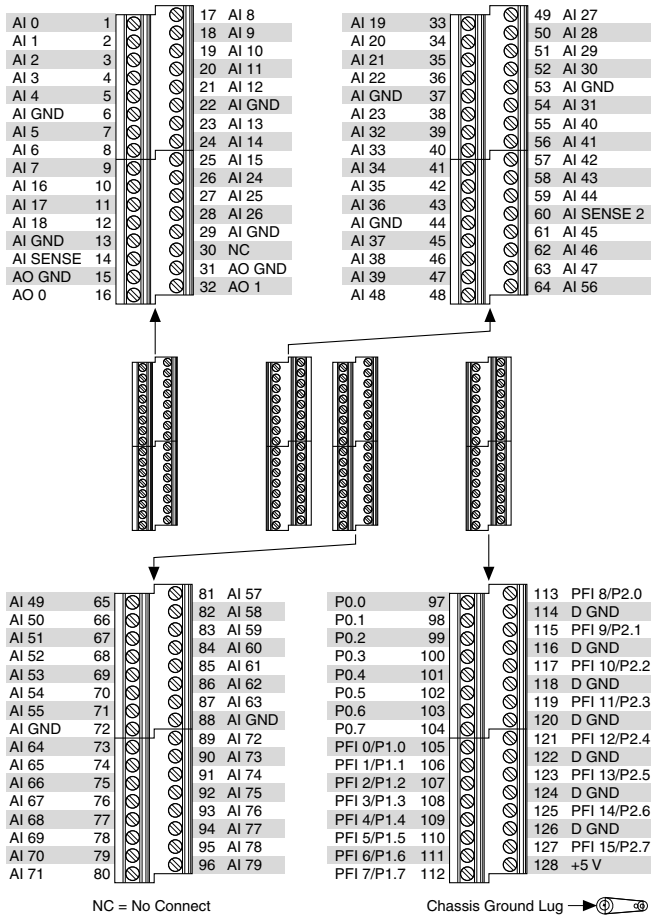 AI 0 1
AI 1 2
AI 2 3
AI 3 4
AI 4 5
AI GND 6
AI 5 7
AI 6 8
AI 7 9
AI 16 10
AI 17 11
AI 18 12
AI GND 13
AI SENSE 14
AO GND 15
AO 0 16
17 AI 8
18 AI 9
19 AI 10
20 AI 11
21 AI 12
22 AI GND
23 AI 13
24 AI 14
25 AI 15
26 AI 24
27 AI 25
28 AI 26
29 AI GND
30 NC
31 AO GND
32 AO 1
AI 19 33
AI 20 34
AI 21 35
AI 22 36
AI GND 37
AI 23 38
AI 32 39
AI 33 40
AI 34 41
AI 35 42
AI 36 43
AI GND 44
AI 37 45
AI 38 46
AI 39 47
AI 48 48
49 AI 27
50 AI 28
51 AI 29
52 AI 30
53 AI GND
54 AI 31
55 AI 40
56 AI 41
57 AI 42
58 AI 43
59 AI 44
60 AI SENSE 2
61 AI 45
62 AI 46
63 AI 47
64 AI 56
AI 49 65
AI 50 66
AI 51 67
AI 52 68
AI 53 69
AI 54 70
AI 55 71
AI GND 72
AI 64 73
AI 65 74
AI 66 75
AI 67 76
AI 68 77
AI 69 78
AI 70 79
AI 71 80
81 AI 57
82 AI 58
83 AI 59
84 AI 60
85 AI 61
86 AI 62
87 AI 63
88 AI GND
89 AI 72
90 AI 73
91 AI 74
92 AI 75
93 AI 76
94 AI 77
95 AI 78
96 AI 79
P0.0 97
P0.1 98
P0.2 99
P0.3 100
P0.4 101
P0.5 102
P0.6 103
P0.7 104
PFI 0/P1.0 105
PFI 1/P1.1 106
PFI 2/P1.2 107
PFI 3/P1.3 108
PFI 4/P1.4 109
PFI 5/P1.5 110
PFI 6/P1.6 111
PFI 7/P1.7 112
113 PFI 8/P2.0
114 D GND
115 PFI 9/P2.1
116 D GND
117 PFI 10/P2.2
118 D GND
119 PFI 11/P2.3
120 D GND
121 PFI 12/P2.4
122 D GND
123 PFI 13/P2.5
124 D GND
125 PFI 14/P2.6
126 D GND
127 PFI 15/P2.7
128 +5 V
NC = No Connect
Chassis Ground Lug